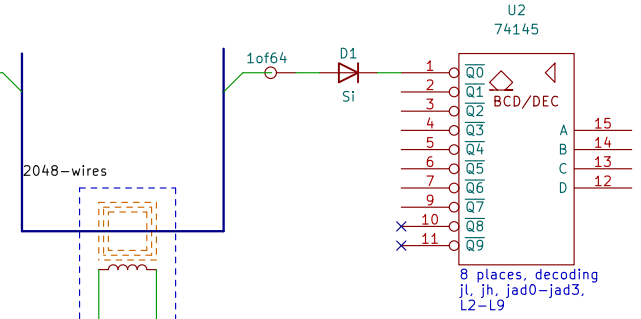 U2
74145
1of64
D1
Si
1
2
3
4
5
6
7
9
10
11
Q0
Q1
Q2
Q3
Q4
Q5
Q6
Q7
Q8
Q9
BCD/DEC
A
B
C
D
15
14
13
12
2048-wires
8 places, decoding
jl, jh, jad0-jad3,
L2-L9